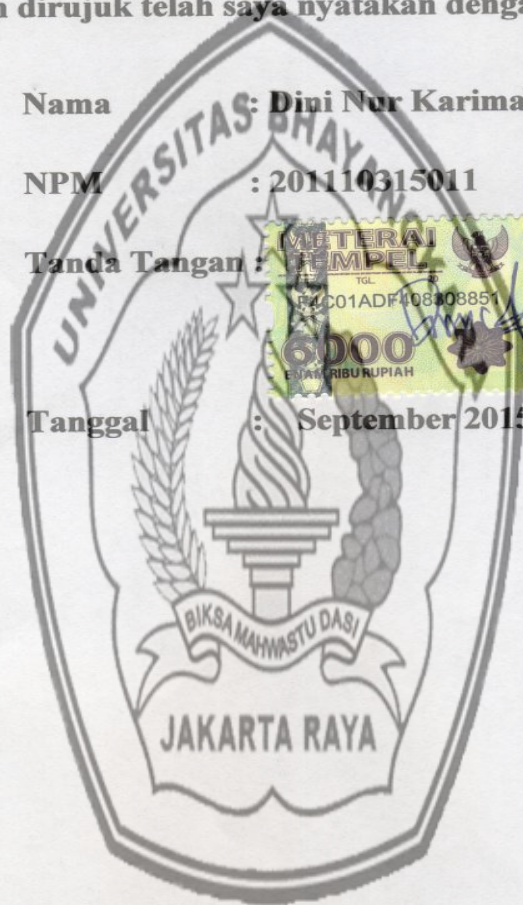 dirujuk telah saya nyatakan
Nama : Dini Nur Karima
NPM : 201110315011
Tanda Tangan :
METERAI
TEMPEL
TGL. 20
ENAM RIBU RUPIAH
6000
Tanggal : September 2015
UNIVERSITAS BHAYANGKARA
BIKSA MAHWASTU DASI
JAKARTA RAYA